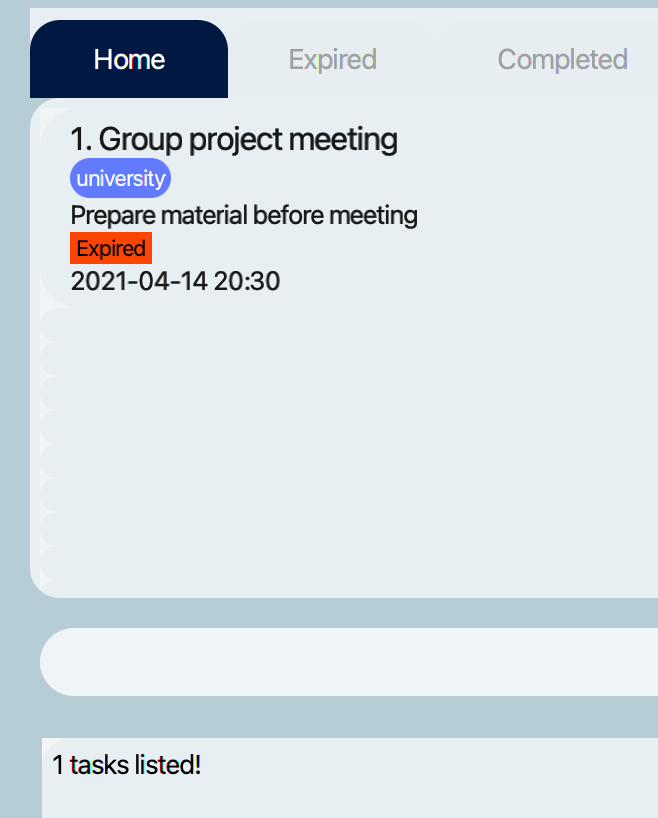 Home Expired Completed
1. Group project meeting
university
Prepare material before meeting
Expired
2021-04-14 20:30
1 tasks listed!